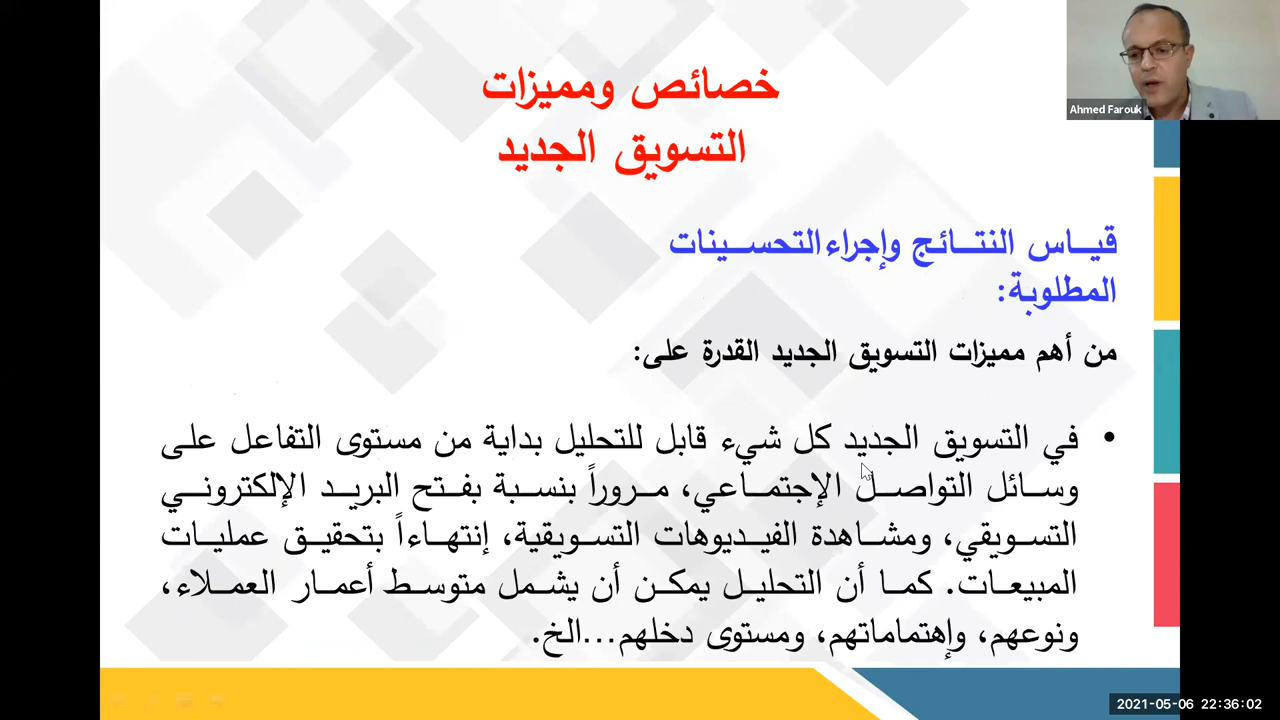 خصائص ومميزات
التسويق الجديد
Ahmed Farouk
قياس النتائج وإجراء التحسينات
المطلوبة:
من أهم مميزات التسويق الجديد القدرة على:
• في التسويق الجديد كل شيء قابل للتحليل بداية من مستوى التفاعل على
وسائل التواصل الإجتماعي، مروراً بنسبة بفتح البريد الإلكتروني
التسويقي، ومشاهدة الفيديوهات التسويقية، إنتهاءاً بتحقيق عمليات
المبيعات. كما أن التحليل يمكن أن يشمل متوسط أعمار العملاء،
ونوعهم، وإهتماماتهم، ومستوى دخلهم...الخ.
2021-05-06 22:36:02